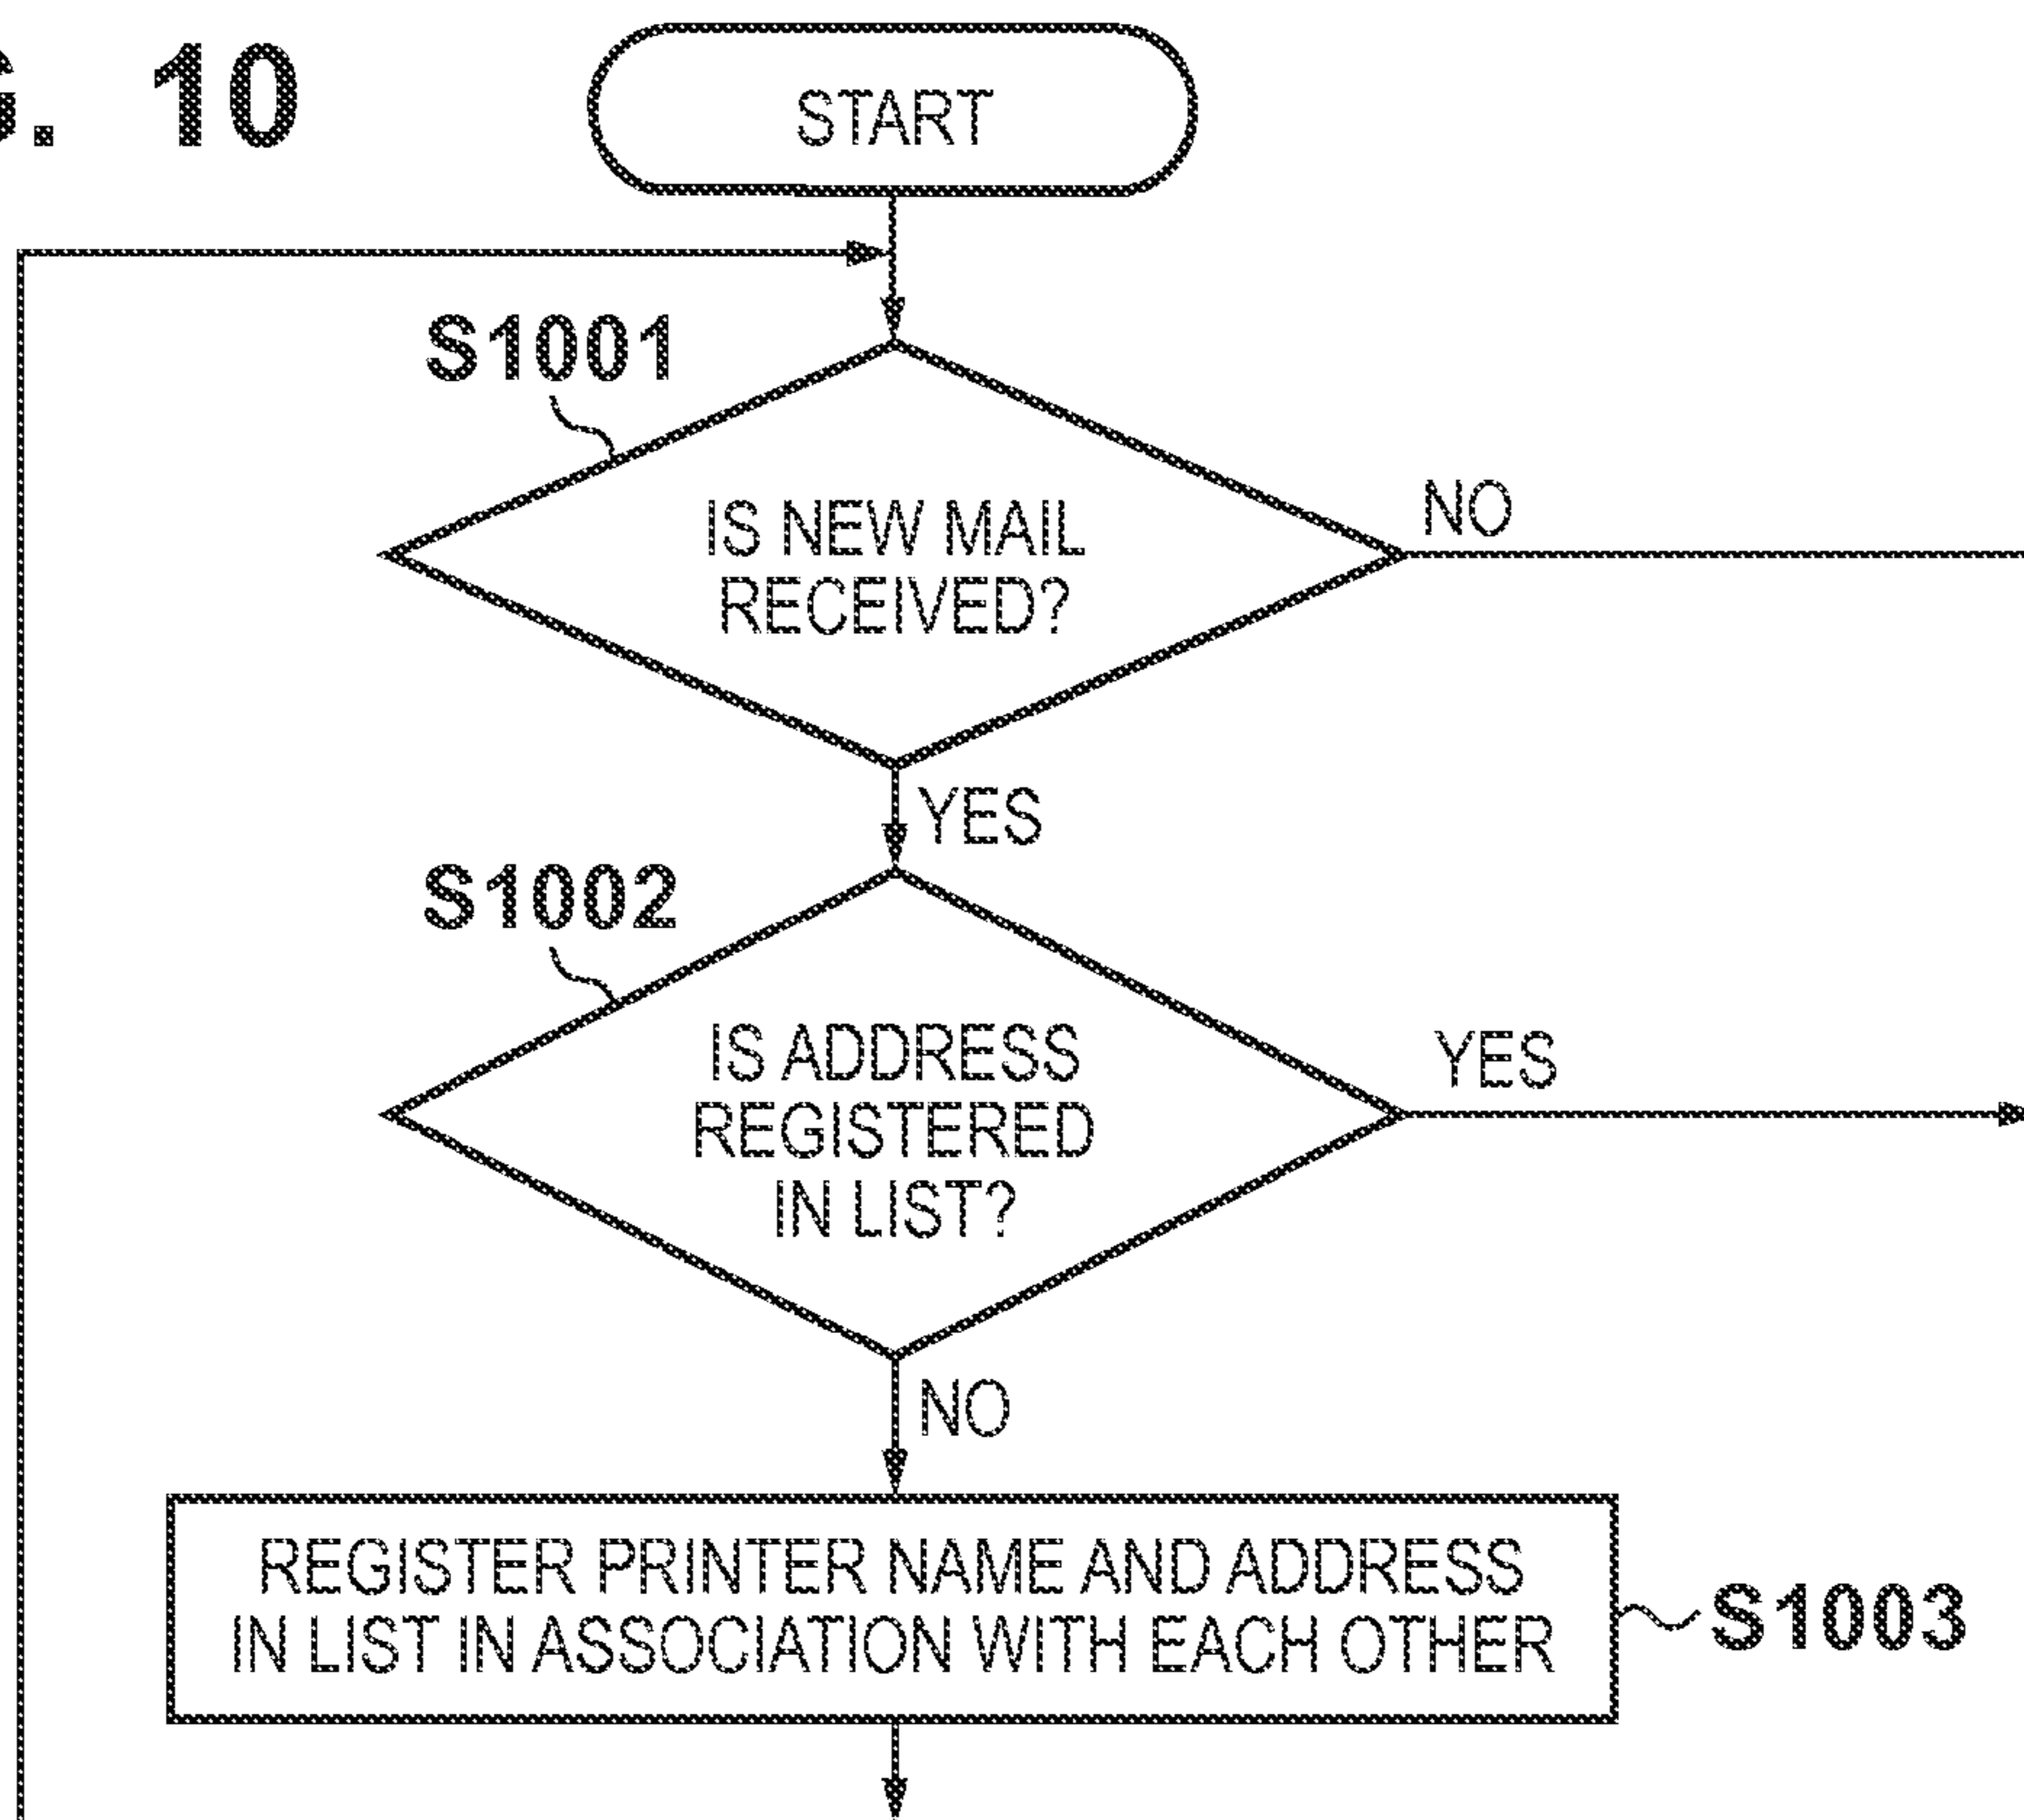 G. 10
START
S1001
IS NEW MAIL
RECEIVED?
NO
YES
S1002
IS ADDRESS
REGISTERED
IN LIST?
YES
NO
REGISTER PRINTER NAME AND ADDRESS
IN LIST IN ASSOCIATION WITH EACH OTHER
S1003